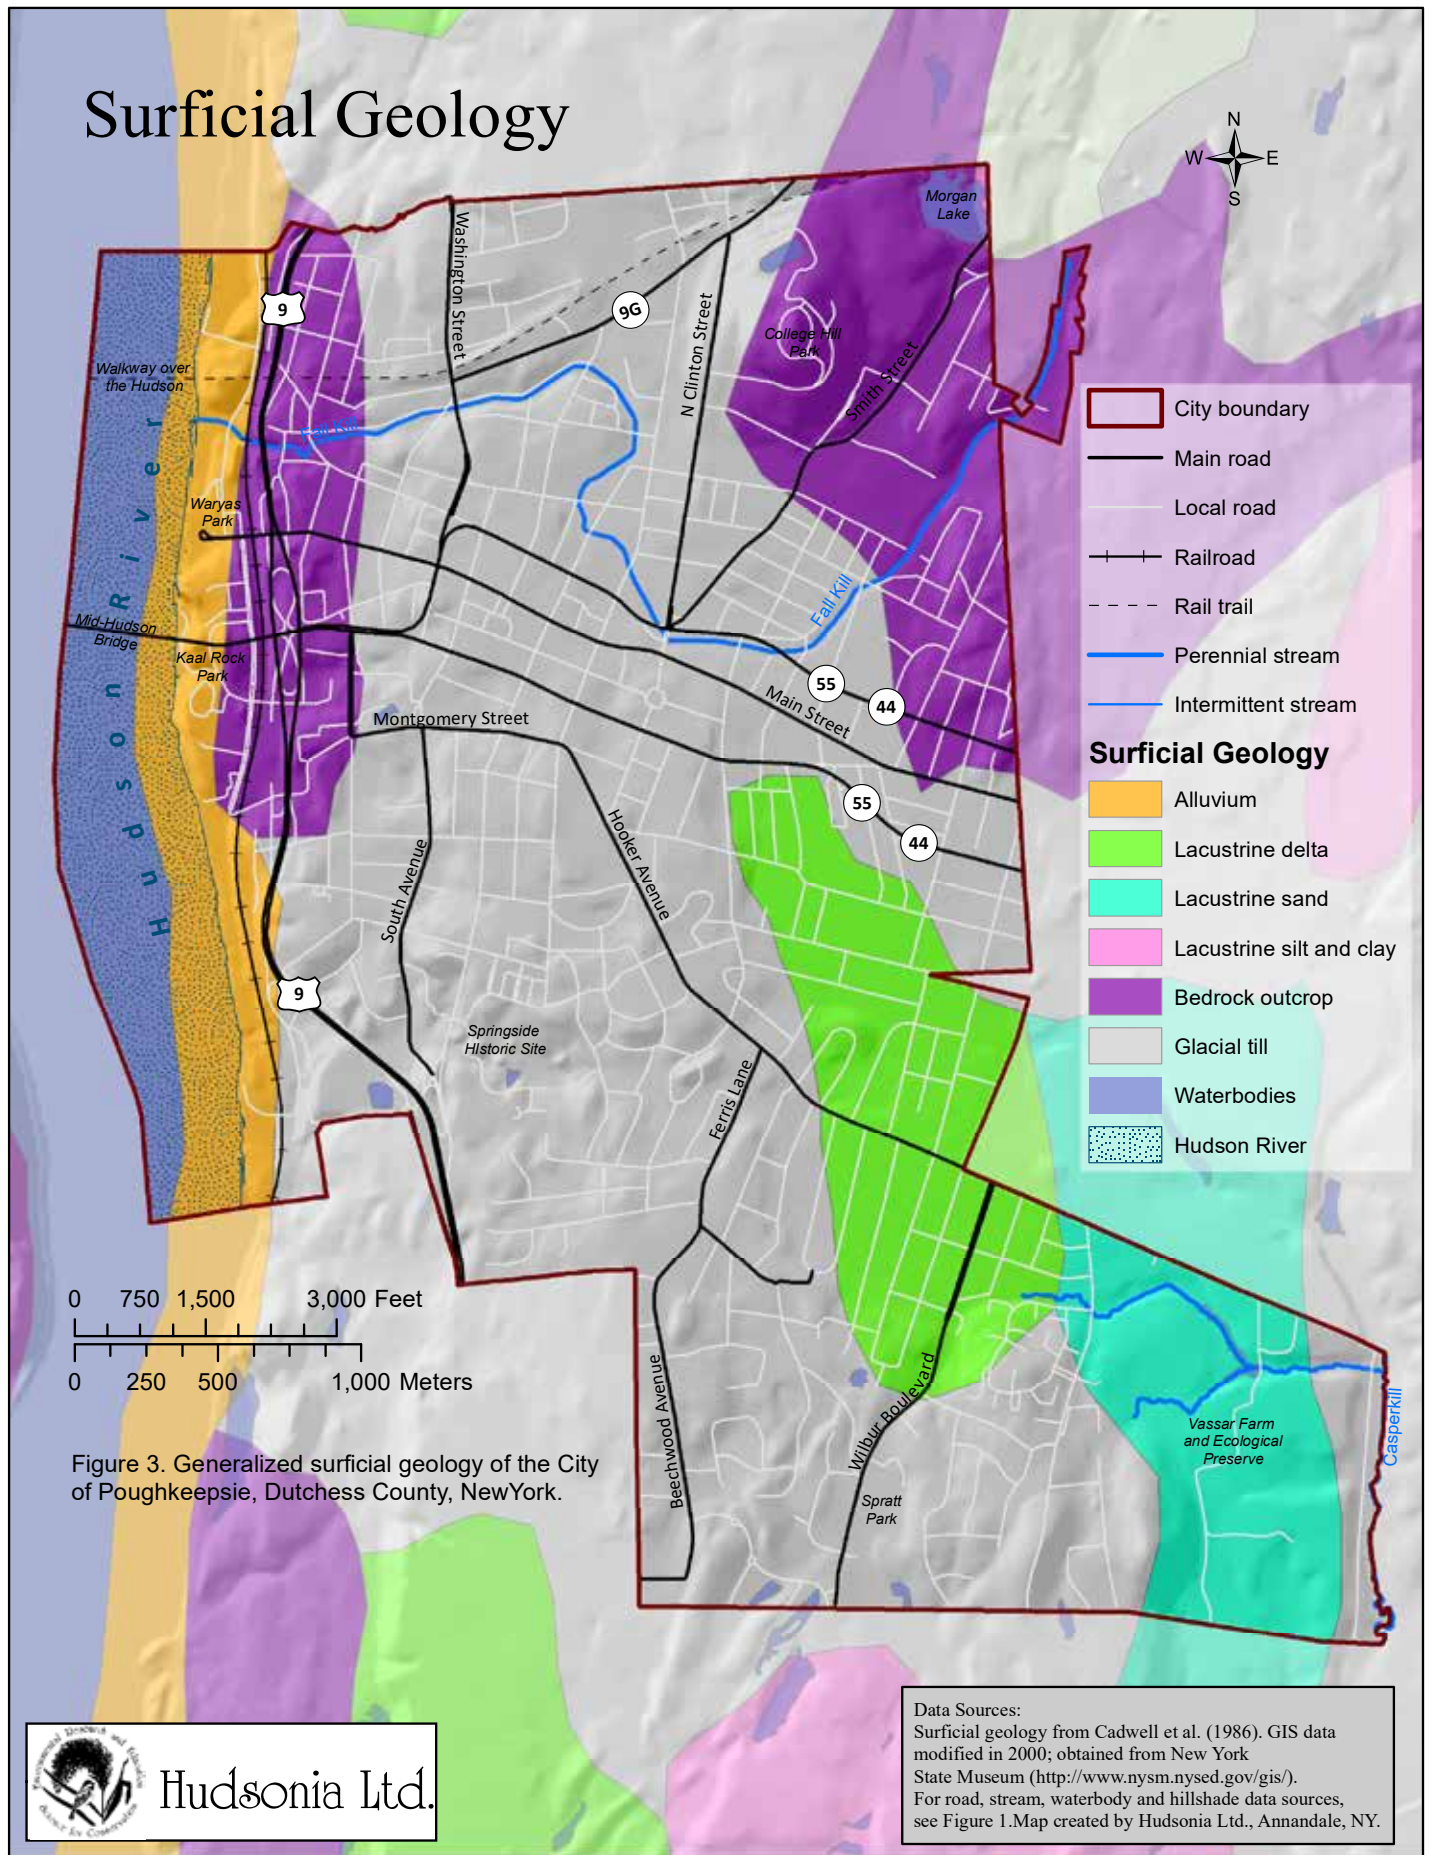 Surficial Geology
N
W
E
S
Morgan
Lake
Washington Street
9
9G
N Clinton Street
College Hill
Park
Smith Street
Walkway over
the Hudson
Fall Kill
Waryas
Park
Hudson River
Mid-Hudson
Bridge
Kaal Rock
Park
Fall Kill
55
44
Main Street
Montgomery Street
55
44
Hooker Avenue
South Avenue
9
Springside
HIstoric Site
Ferris Lane
Beechwood Avenue
Wilbur Boulevard
Spratt
Park
Vassar Farm
and Ecological
Preserve
Casperkill
City boundary
Main road
Local road
Railroad
Rail trail
Perennial stream
Intermittent stream
Surficial Geology
Alluvium
Lacustrine delta
Lacustrine sand
Lacustrine silt and clay
Bedrock outcrop
Glacial till
Waterbodies
Hudson River
0 750 1,500 3,000 Feet
0 250 500 1,000 Meters
Figure 3. Generalized surficial geology of the City
of Poughkeepsie, Dutchess County, NewYork.
Hudsonia Ltd.
Data Sources:
Surficial geology from Cadwell et al. (1986). GIS data
modified in 2000; obtained from New York
State Museum (http://www.nysm.nysed.gov/gis/).
For road, stream, waterbody and hillshade data sources,
see Figure 1.Map created by Hudsonia Ltd., Annandale, NY.